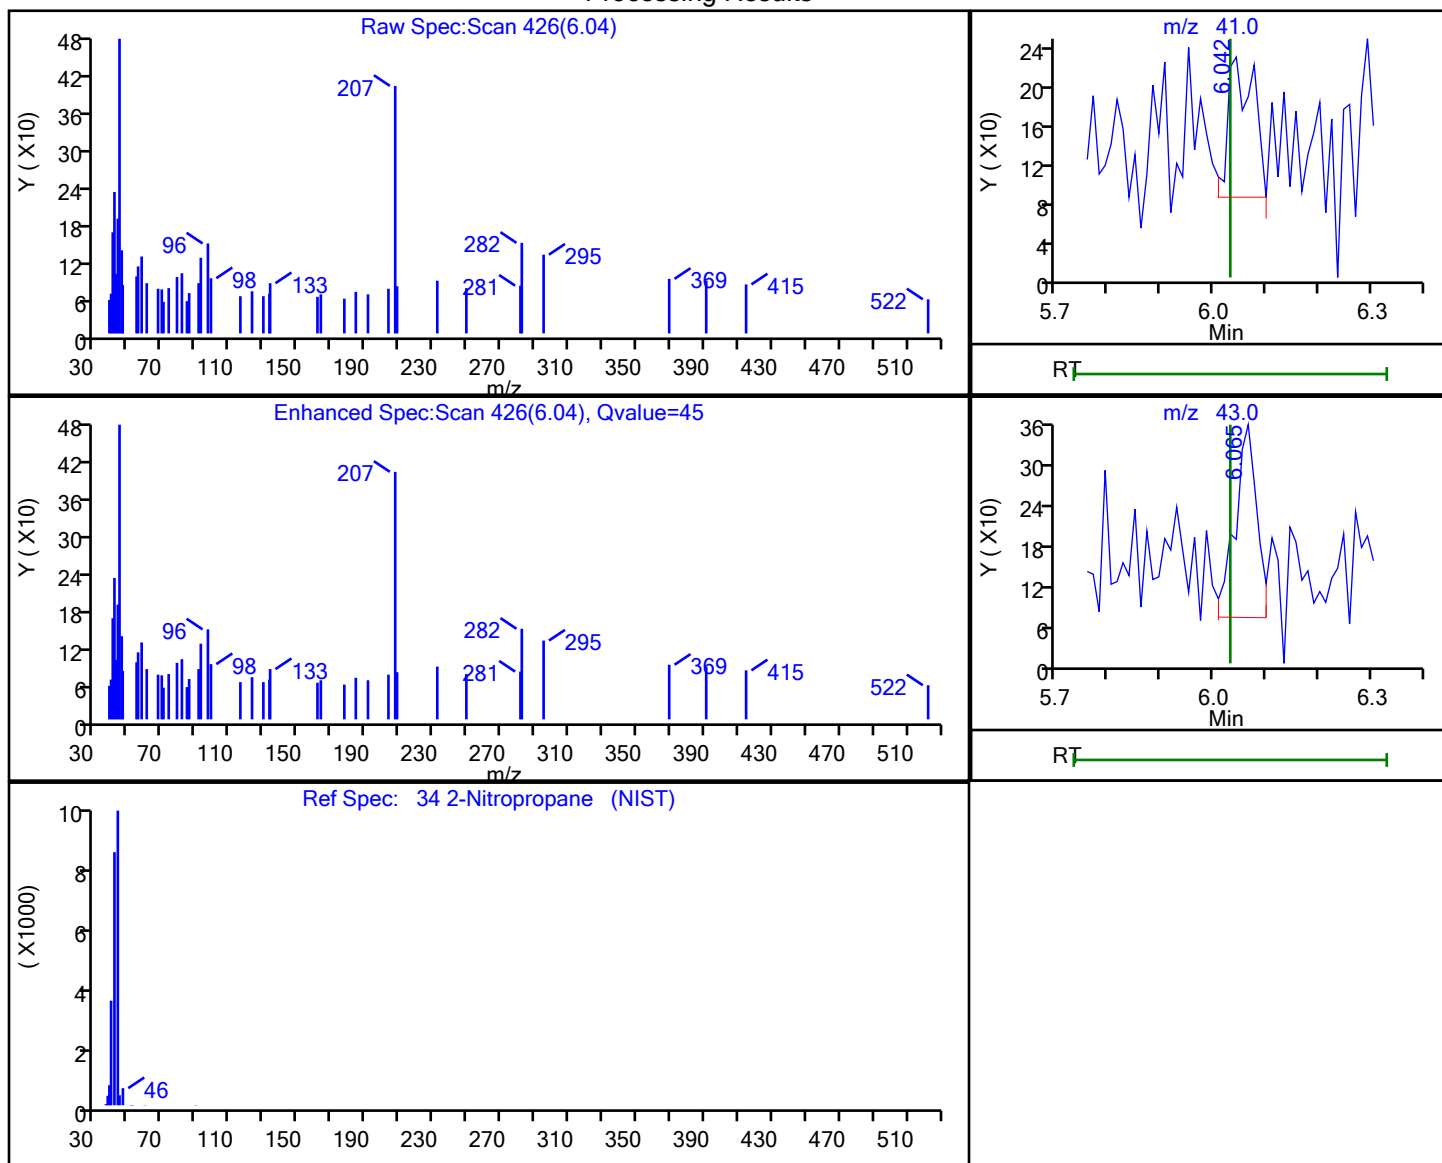 Processing Results
Raw Spec:Scan 426(6.04)
Y ( X10)
48
42
36
30
24
18
12
6
0
207
96
98
133
282
281
295
369
415
522
30 70 110 150 190 230 270 310 350 390 430 470 510
m/z
m/z 41.0
Y ( X10)
24
20
16
12
8
4
0
6.042
5.7 6.0 6.3
Min
RT
Enhanced Spec:Scan 426(6.04), Qvalue=45
Y ( X10)
48
42
36
30
24
18
12
6
0
207
96
98
133
282
281
295
369
415
522
30 70 110 150 190 230 270 310 350 390 430 470 510
m/z
m/z 43.0
Y ( X10)
36
30
24
18
12
6
0
6.065
5.7 6.0 6.3
Min
RT
Ref Spec: 34 2-Nitropropane (NIST)
( X1000)
10
8
6
4
2
0
46
30 70 110 150 190 230 270 310 350 390 430 470 510